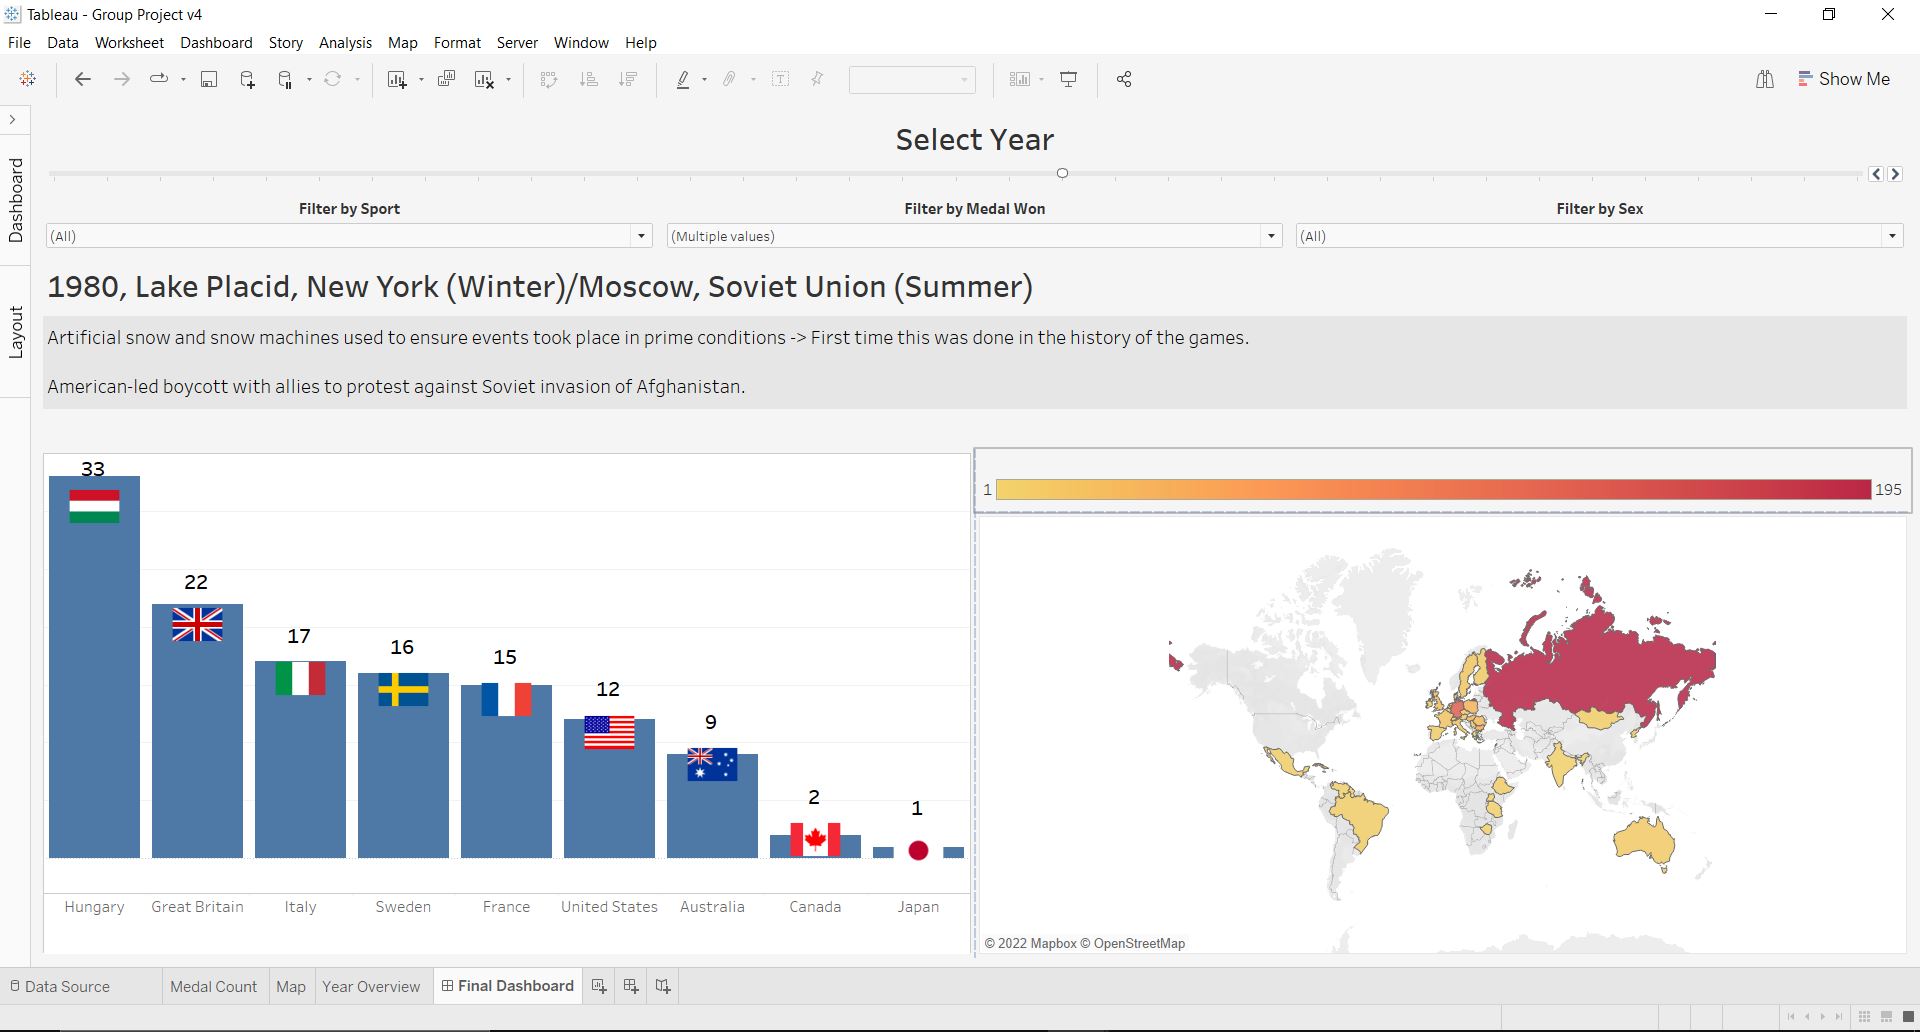 Tableau - Group Project v4
File Data Worksheet Dashboard Story Analysis Map Format Server Window Help
Show Me
Dashboard
Layout
Select Year
Filter by Sport Filter by Medal Won Filter by Sex
(All) (Multiple values) (All)
1980, Lake Placid, New York (Winter)/Moscow, Soviet Union (Summer)
Artificial snow and snow machines used to ensure events took place in prime conditions -> First time this was done in the history of the games.
American-led boycott with allies to protest against Soviet invasion of Afghanistan.
33
22
17
16
15
12
9
2
1
Hungary Great Britain Italy Sweden France United States Australia Canada Japan
1 195
© 2022 Mapbox © OpenStreetMap
Data Source Medal Count Map Year Overview Final Dashboard